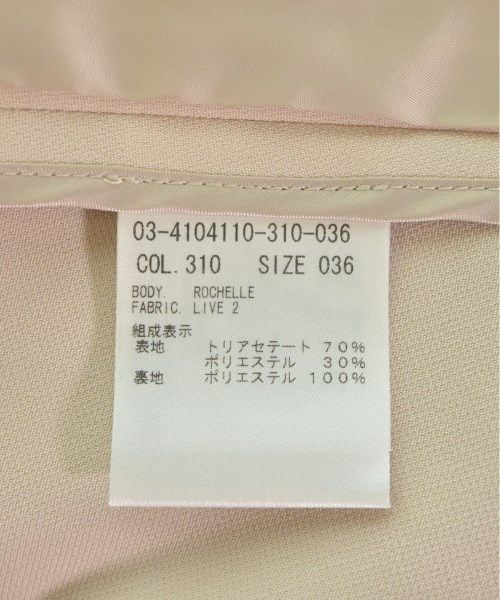 03-4104110-310-036
COL.310 SIZE 036
BODY. ROCHELLE
FABRIC. LIVE 2
組成表示
表地 トリアセテート 70%
ポリエステル 30%
裏地 ポリエステル 100%